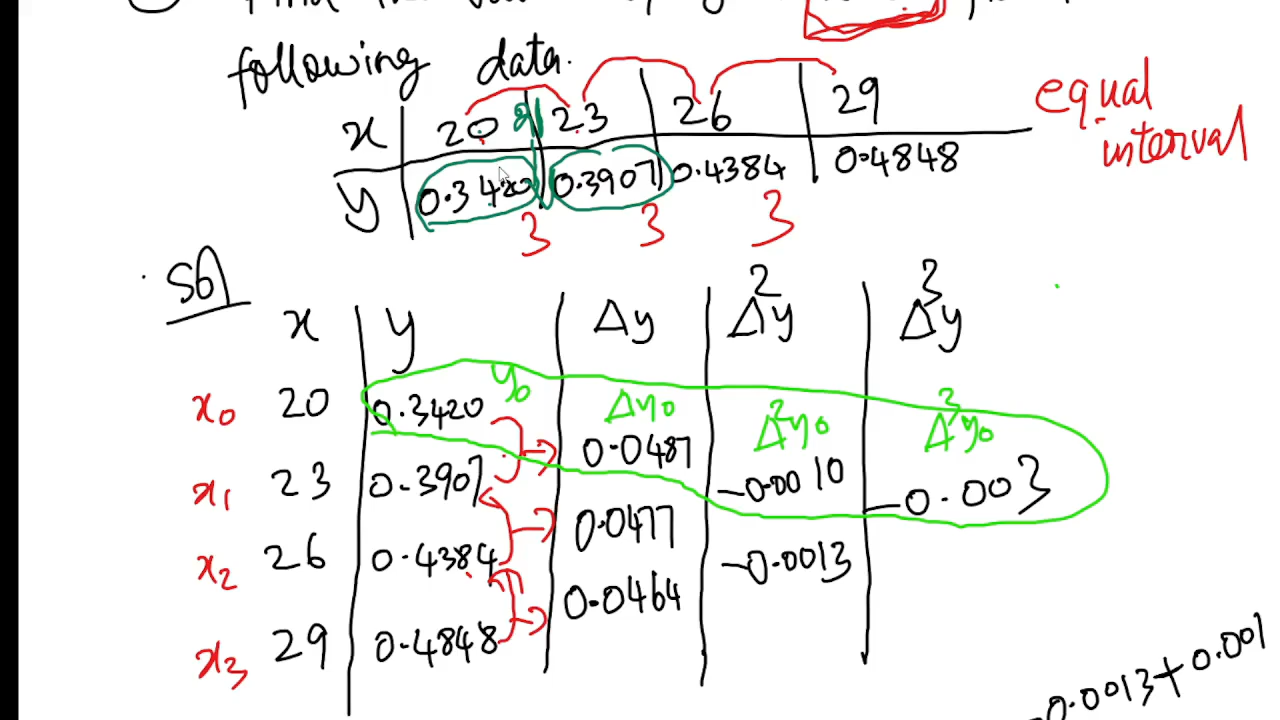 following data.
x 20 21 23 26 29
y 0.3420 0.3907 0.4384 0.4848
equal interval
3 3 3
Sol
x y Δy Δ²y Δ³y
x₀ 20 0.3420 y₀ Δy₀ Δ²y₀ Δ³y₀
0.0487
x₁ 23 0.3907 -0.0010 -0.003
0.0477
x₂ 26 0.4384 -0.0013
0.0464
x₃ 29 0.4848
-0.0013+0.001